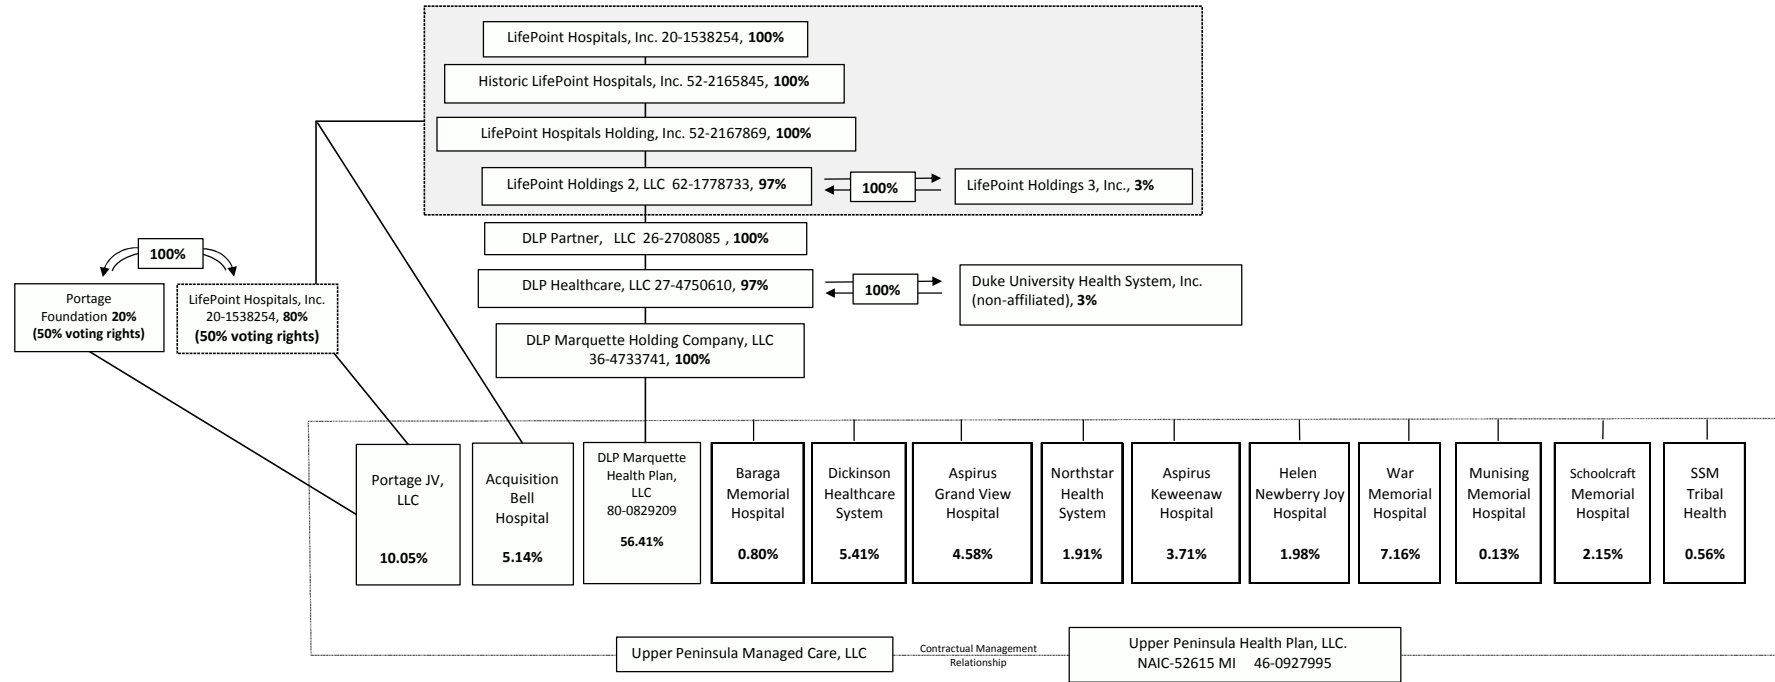 LifePoint Hospitals, Inc. 20-1538254, 100%
Historic LifePoint Hospitals, Inc. 52-2165845, 100%
LifePoint Hospitals Holding, Inc. 52-2167869, 100%
LifePoint Holdings 2, LLC 62-1778733, 97%
100%
LifePoint Holdings 3, Inc., 3%
DLP Partner, LLC 26-2708085 , 100%
100%
DLP Healthcare, LLC 27-4750610, 97%
100%
Duke University Health System, Inc.
(non-affiliated), 3%
Portage
Foundation 20%
(50% voting rights)
LifePoint Hospitals, Inc.
20-1538254, 80%
(50% voting rights)
DLP Marquette Holding Company, LLC
36-4733741, 100%
Portage JV,
LLC
10.05%
Acquisition
Bell
Hospital
5.14%
DLP Marquette
Health Plan,
LLC
80-0829209
56.41%
Baraga
Memorial
Hospital
0.80%
Dickinson
Healthcare
System
5.41%
Aspirus
Grand View
Hospital
4.58%
Northstar
Health
System
1.91%
Aspirus
Keweenaw
Hospital
3.71%
Helen
Newberry Joy
Hospital
1.98%
War
Memorial
Hospital
7.16%
Munising
Memorial
Hospital
0.13%
Schoolcraft
Memorial
Hospital
2.15%
SSM
Tribal
Health
0.56%
Upper Peninsula Managed Care, LLC
Contractual Management
Relationship
Upper Peninsula Health Plan, LLC.
NAIC-52615 MI 46-0927995